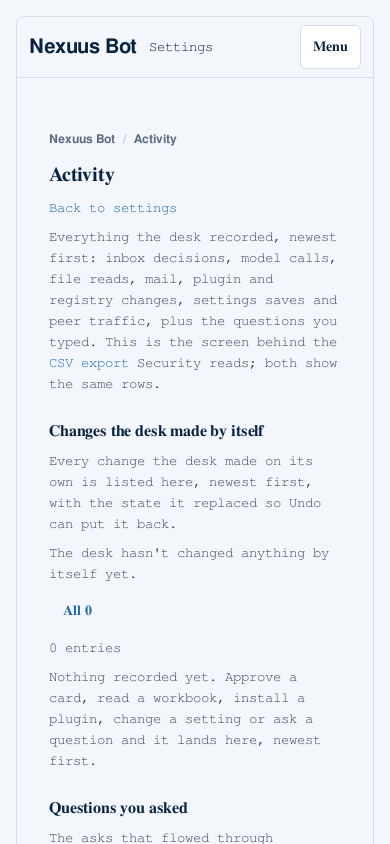 Nexuus Bot Settings Menu
Nexuus Bot / Activity
Activity
Back to settings
Everything the desk recorded, newest
first: inbox decisions, model calls,
file reads, mail, plugin and
registry changes, settings saves and
peer traffic, plus the questions you
typed. This is the screen behind the
CSV export Security reads; both show
the same rows.
Changes the desk made by itself
Every change the desk made on its
own is listed here, newest first,
with the state it replaced so Undo
can put it back.
The desk hasn't changed anything by
itself yet.
All 0
0 entries
Nothing recorded yet. Approve a
card, read a workbook, install a
plugin, change a setting or ask a
question and it lands here, newest
first.
Questions you asked
The asks that flowed through